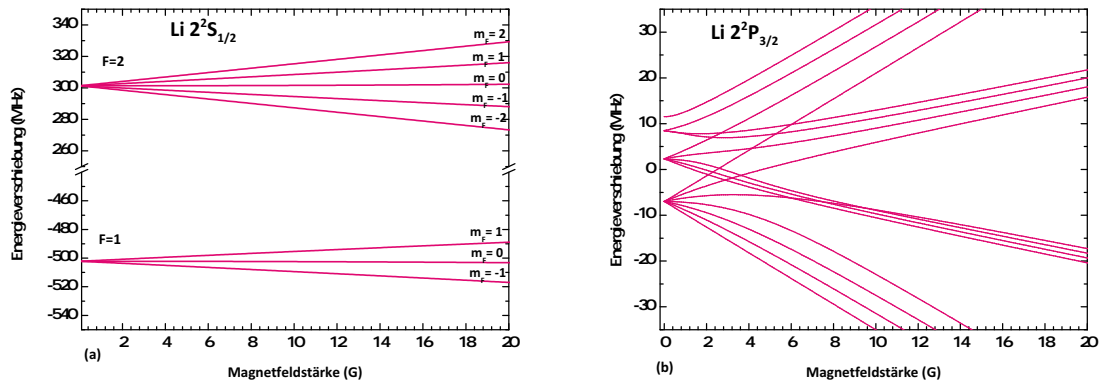 Li 2²S₁/₂
F=2
m_F = 2
m_F = 1
m_F = 0
m_F = -1
m_F = -2
F=1
m_F = 1
m_F = 0
m_F = -1
340
320
300
280
260
-460
-480
-500
-520
-540
2 4 6 8 10 12 14 16 18 20
Energieverschiebung (MHz)
Magnetfeldstärke (G)
(a)
Li 2²P₃/₂
30
20
10
0
-10
-20
-30
0 2 4 6 8 10 12 14 16 18 20
Energieverschiebung (MHz)
Magnetfeldstärke (G)
(b)